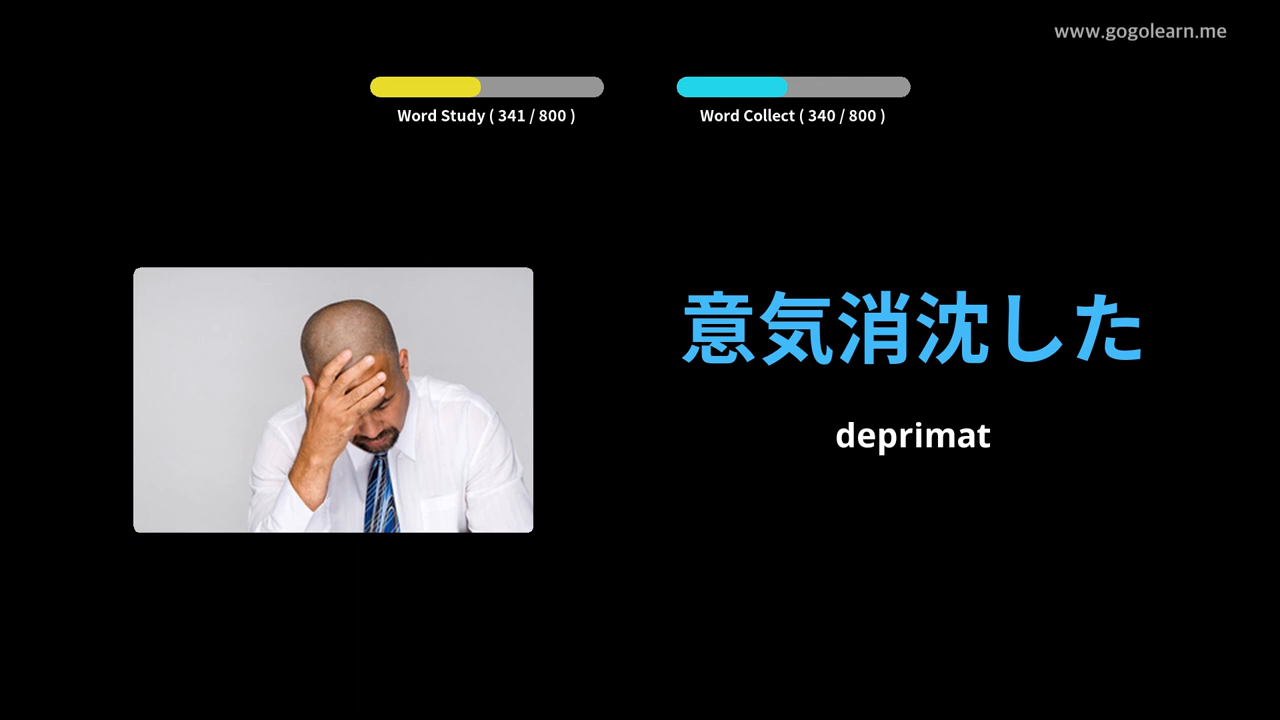 www.gogolearn.me
Word Study ( 341 / 800 )
Word Collect ( 340 / 800 )
意気消沈した
deprimat